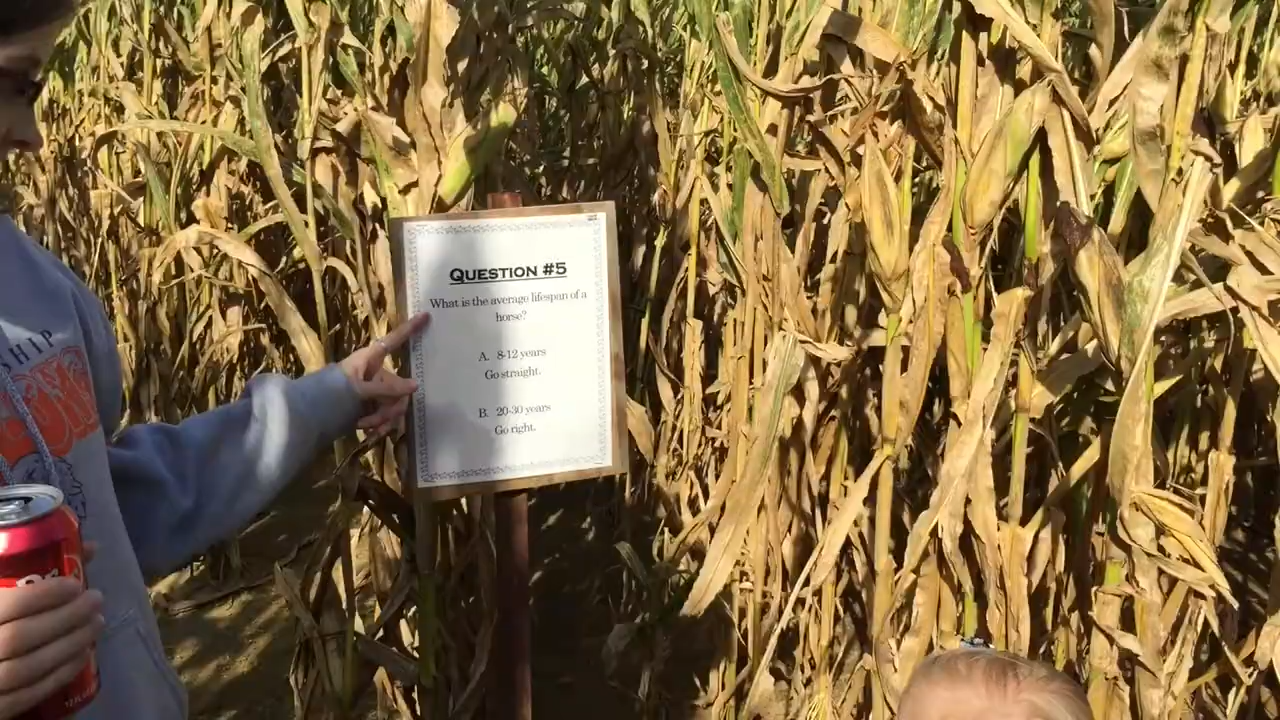 QUESTION #5
What is the average lifespan of a
horse?
A. 8-12 years
Go straight.
B. 20-30 years
Go right.
SHIP